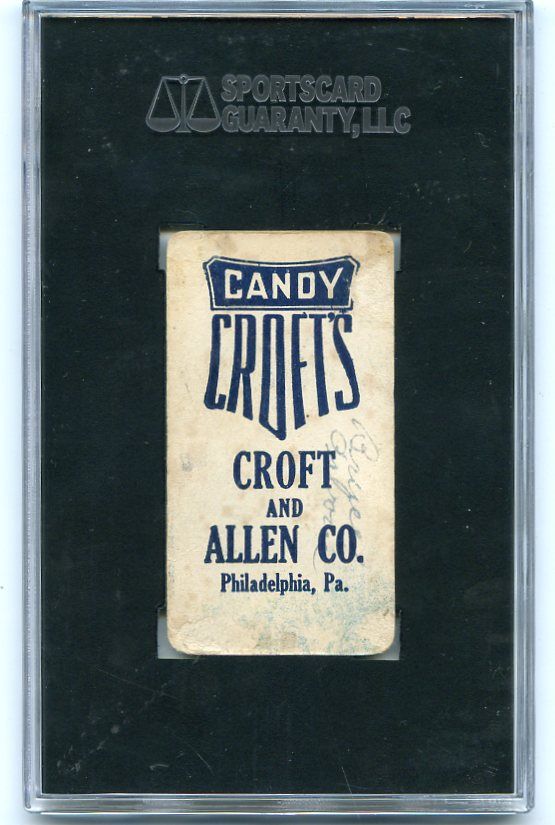 SPORTSCARD
GUARANTY, LLC
CANDY
CROFT'S
CROFT
AND
ALLEN CO.
Philadelphia, Pa.